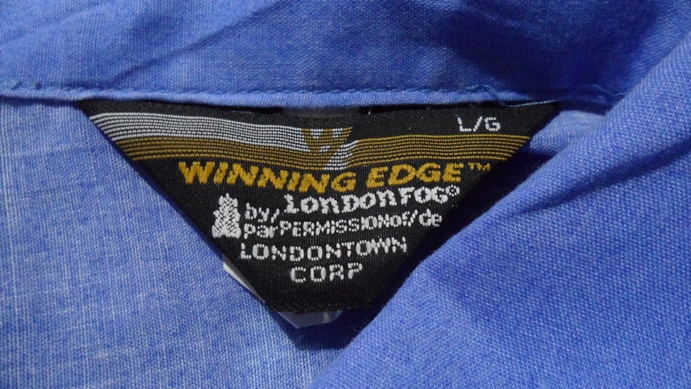 L/G
WINNING EDGE™
by/LONDON FOG®
par PERMISSION of/de
LONDONTOWN
CORP